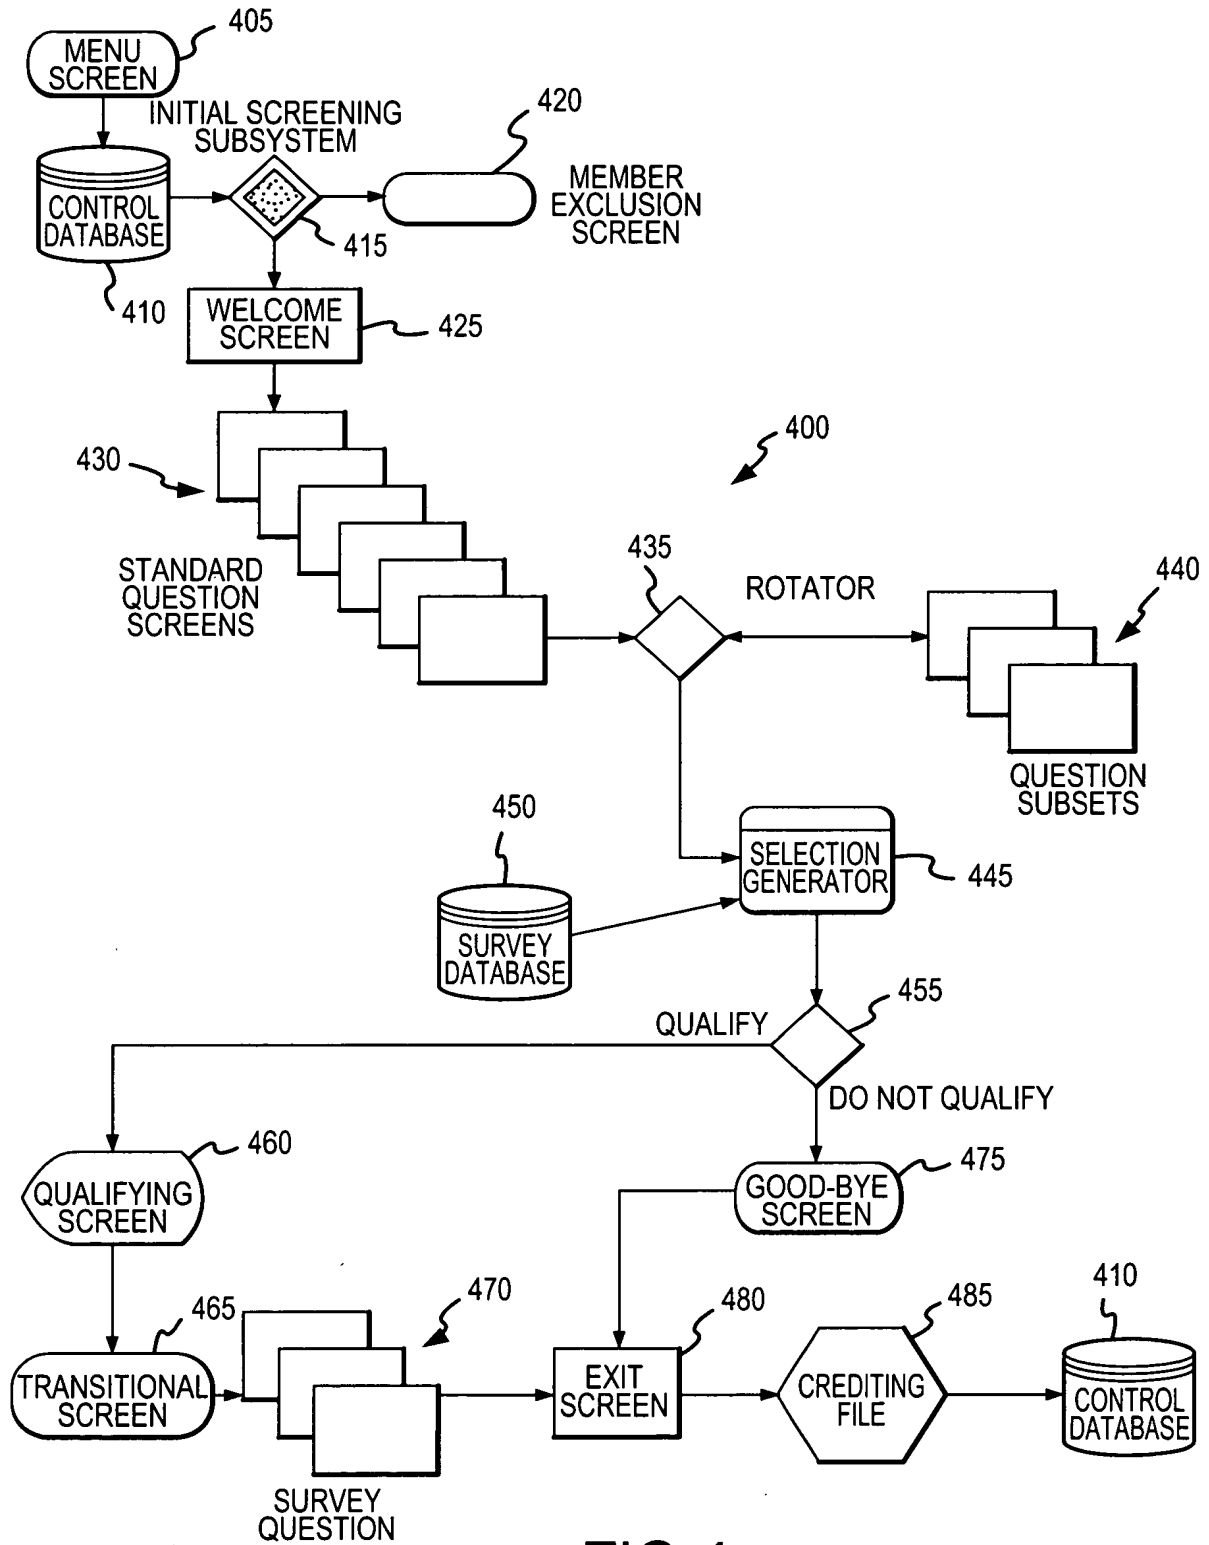 405
MENU
SCREEN
INITIAL SCREENING
SUBSYSTEM
420
CONTROL
DATABASE
MEMBER
EXCLUSION
SCREEN
415
410
WELCOME
SCREEN
425
400
430
STANDARD
QUESTION
SCREENS
435
ROTATOR
440
QUESTION
SUBSETS
450
SELECTION
GENERATOR
445
SURVEY
DATABASE
455
QUALIFY
DO NOT QUALIFY
460
475
QUALIFYING
SCREEN
GOOD-BYE
SCREEN
465
470
480
485
410
TRANSITIONAL
SCREEN
EXIT
SCREEN
CREDITING
FILE
CONTROL
DATABASE
SURVEY
QUESTION